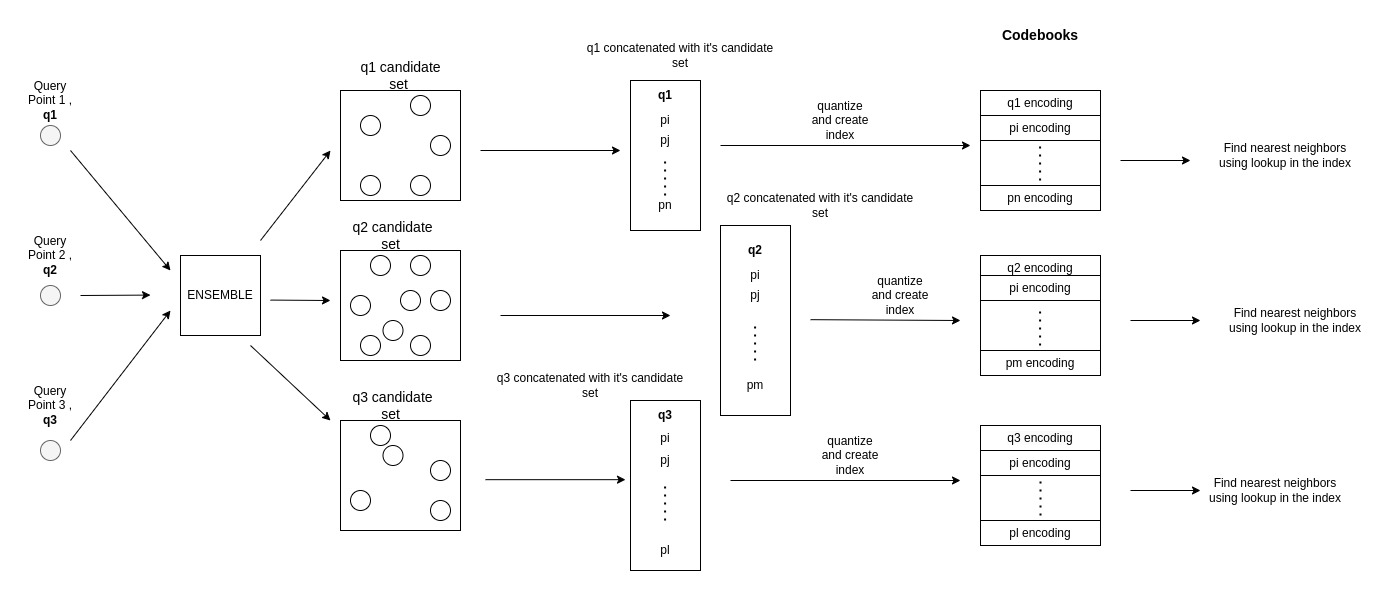 Codebooks
q1 concatenated with it's candidate
set
q1 candidate
set
Query
Point 1 ,
q1
q1
pi
pj
pn
quantize
and create
index
q1 encoding
pi encoding
pn encoding
Find nearest neighbors
using lookup in the index
q2 concatenated with it's candidate
set
q2 candidate
set
Query
Point 2 ,
q2
ENSEMBLE
q2
pi
pj
pm
quantize
and create
index
q2 encoding
pi encoding
pm encoding
Find nearest neighbors
using lookup in the index
q3 concatenated with it's candidate
set
q3 candidate
set
Query
Point 3 ,
q3
q3
pi
pj
pl
quantize
and create
index
q3 encoding
pi encoding
pl encoding
Find nearest neighbors
using lookup in the index